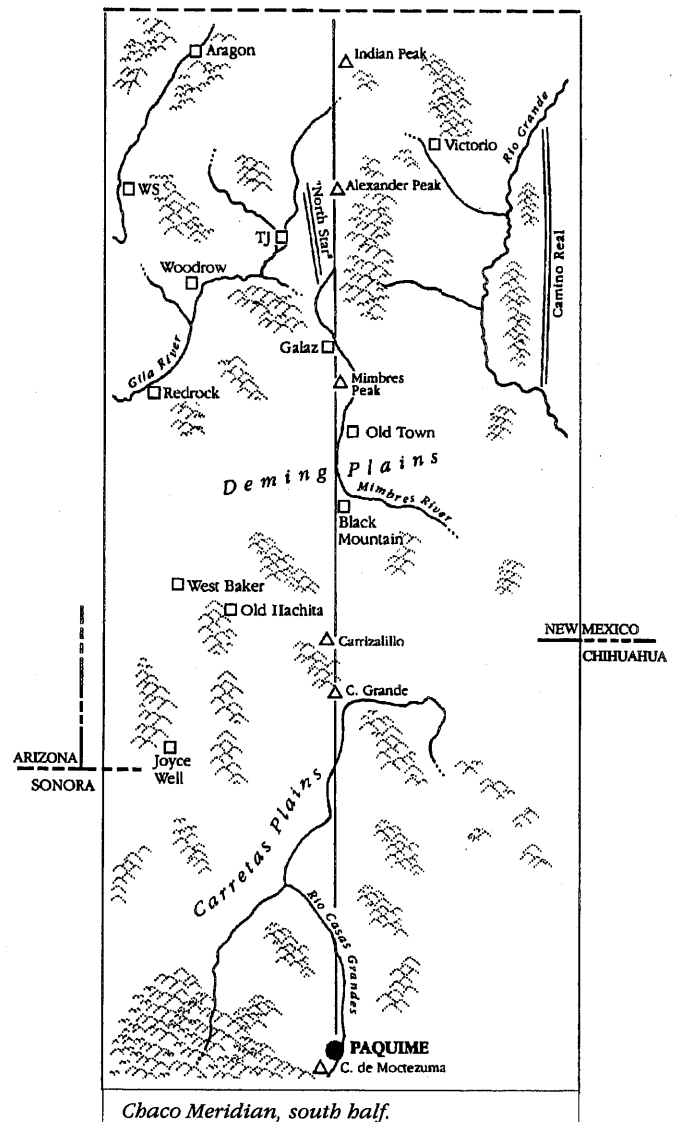 Aragon
Indian Peak
Rio Grande
Victorio
WS
Alexander Peak
"North Star"
TJ
Camino Real
Woodrow
Galaz
Gila River
Mimbres
Peak
Redrock
Old Town
Deming Plains
Mimbres River
Black
Mountain
West Baker
Old Hachita
NEW MEXICO
CHIHUAHUA
Carrizalillo
C. Grande
Joyce
Well
ARIZONA
SONORA
Carretas Plains
Rio Casas Grandes
PAQUIME
C. de Moctezuma
Chaco Meridian, south half.